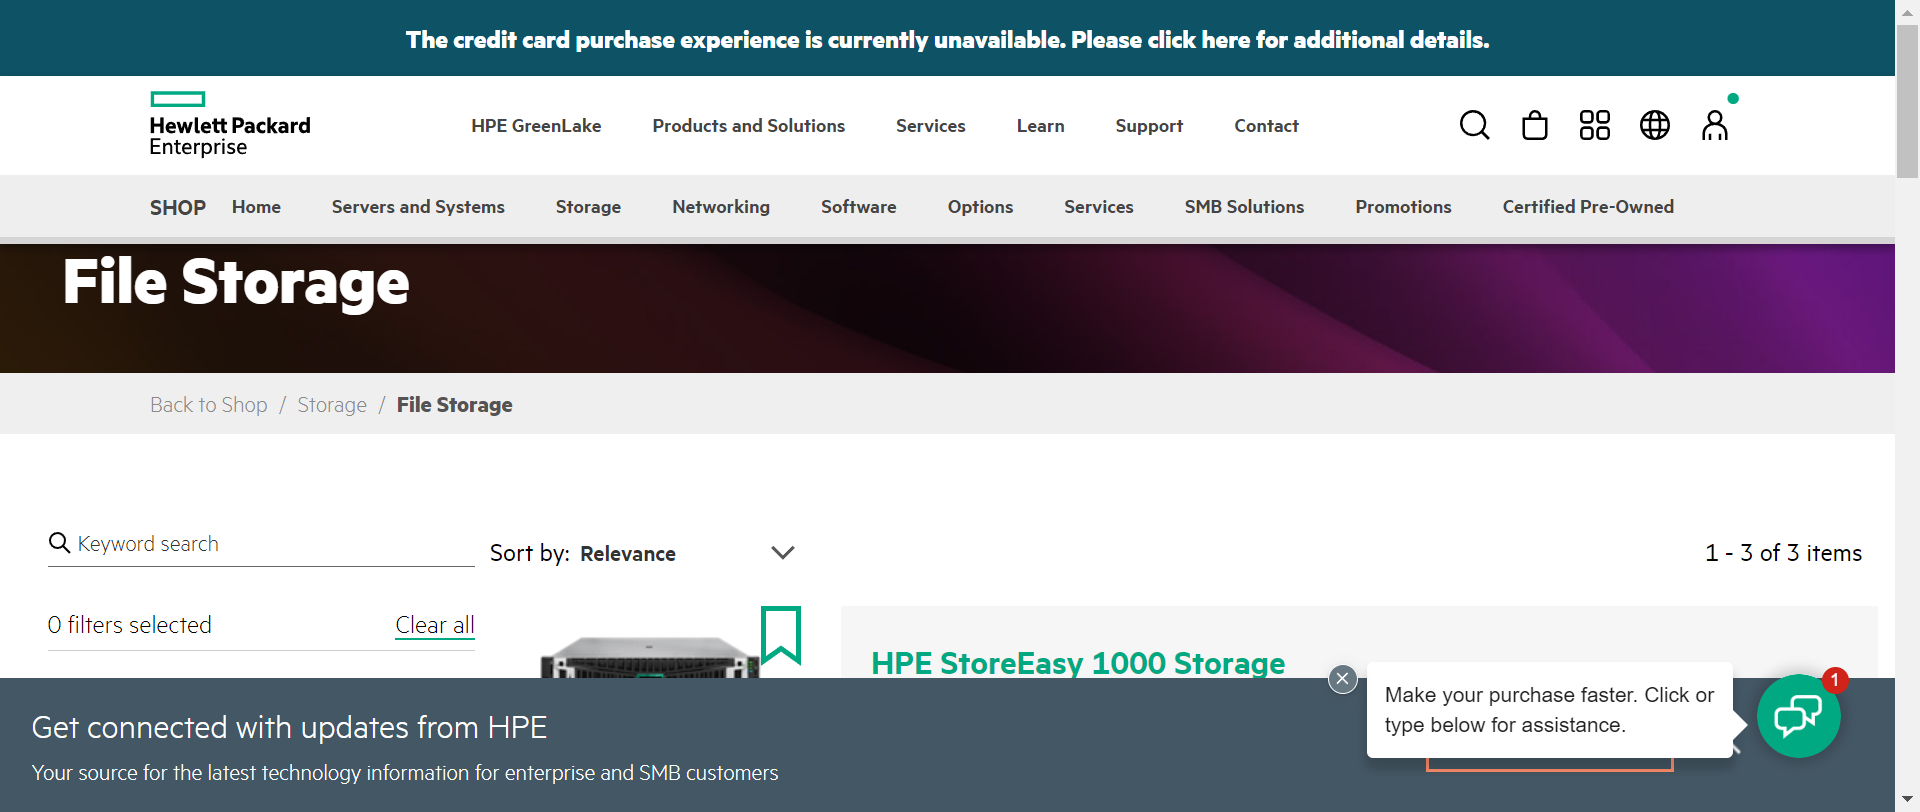 The credit card purchase experience is currently unavailable. Please click here for additional details.
Hewlett Packard
Enterprise
HPE GreenLake
Products and Solutions
Services
Learn
Support
Contact
SHOP
Home
Servers and Systems
Storage
Networking
Software
Options
Services
SMB Solutions
Promotions
Certified Pre-Owned
File Storage
Back to Shop / Storage / File Storage
Keyword search
Sort by: Relevance
1 - 3 of 3 items
0 filters selected
Clear all
HPE StoreEasy 1000 Storage
Get connected with updates from HPE
Your source for the latest technology information for enterprise and SMB customers
Make your purchase faster. Click or
type below for assistance.
1